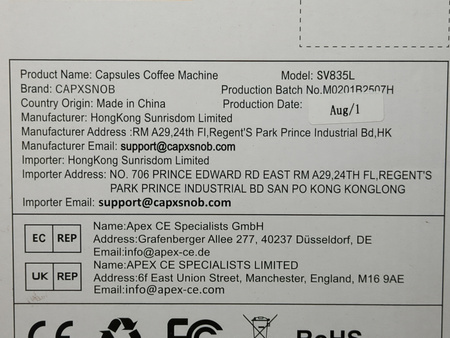 Product Name: Capsules Coffee Machine Model: SV835L
Brand: CAPXSNOB Production Batch No.M0201B2507H
Country Origin: Made in China Production Date: Aug/1
Manufacturer: HongKong Sunrisdom Limited
Manufacturer Address :RM A29,24th Fl,Regent'S Park Prince Industrial Bd,HK
Manufacturer Email: support@capxsnob.com
Importer: HongKong Sunrisdom Limited
Importer Address: NO. 706 PRINCE EDWARD RD EAST RM A29,24TH FL,REGENT'S
PARK PRINCE INDUSTRIAL BD SAN PO KONG KONGLONG
Importer Email: support@capxsnob.com
EC REP
Name:Apex CE Specialists GmbH
Address:Grafenberger Allee 277, 40237 Düsseldorf, DE
Email:info@apex-ce.de
UK REP
Name:APEX CE SPECIALISTS LIMITED
Address:6f East Union Street, Manchester, England, M16 9AE
Email:info@apex-ce.com
CE FC RoHS